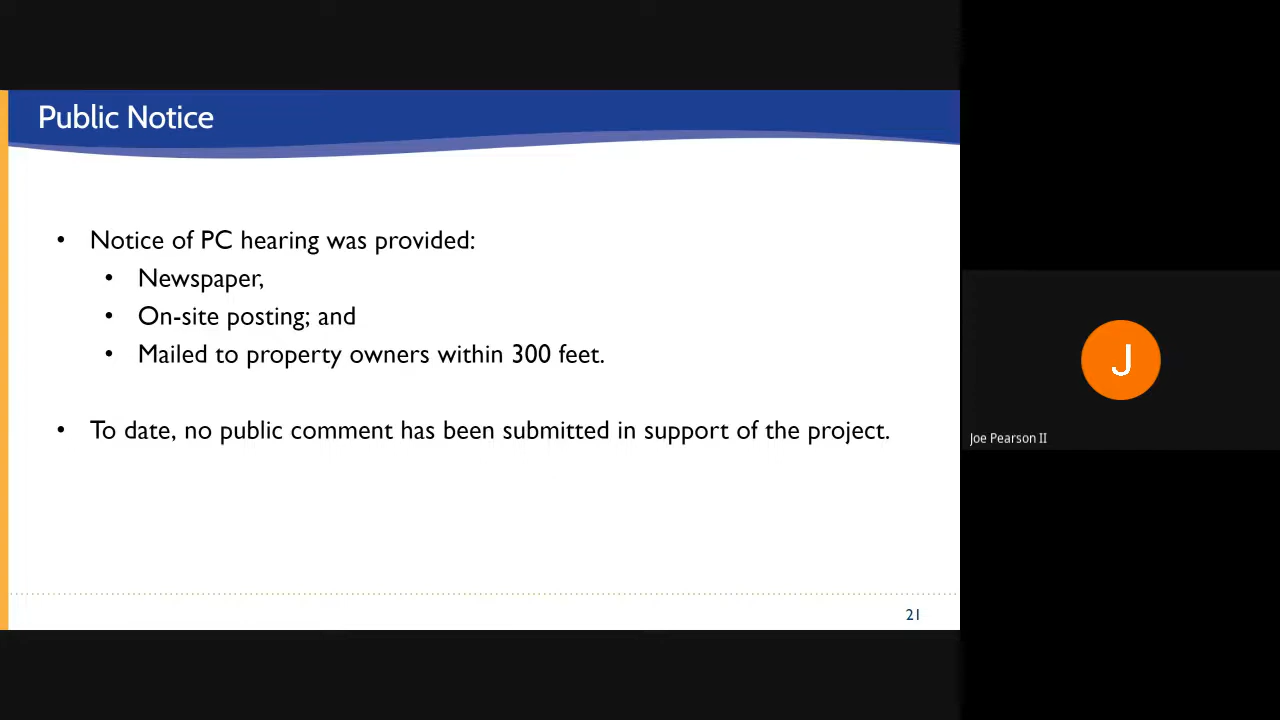 Public Notice
• Notice of PC hearing was provided:
• Newspaper,
• On-site posting; and
• Mailed to property owners within 300 feet.
• To date, no public comment has been submitted in support of the project.
21
J
Joe Pearson II